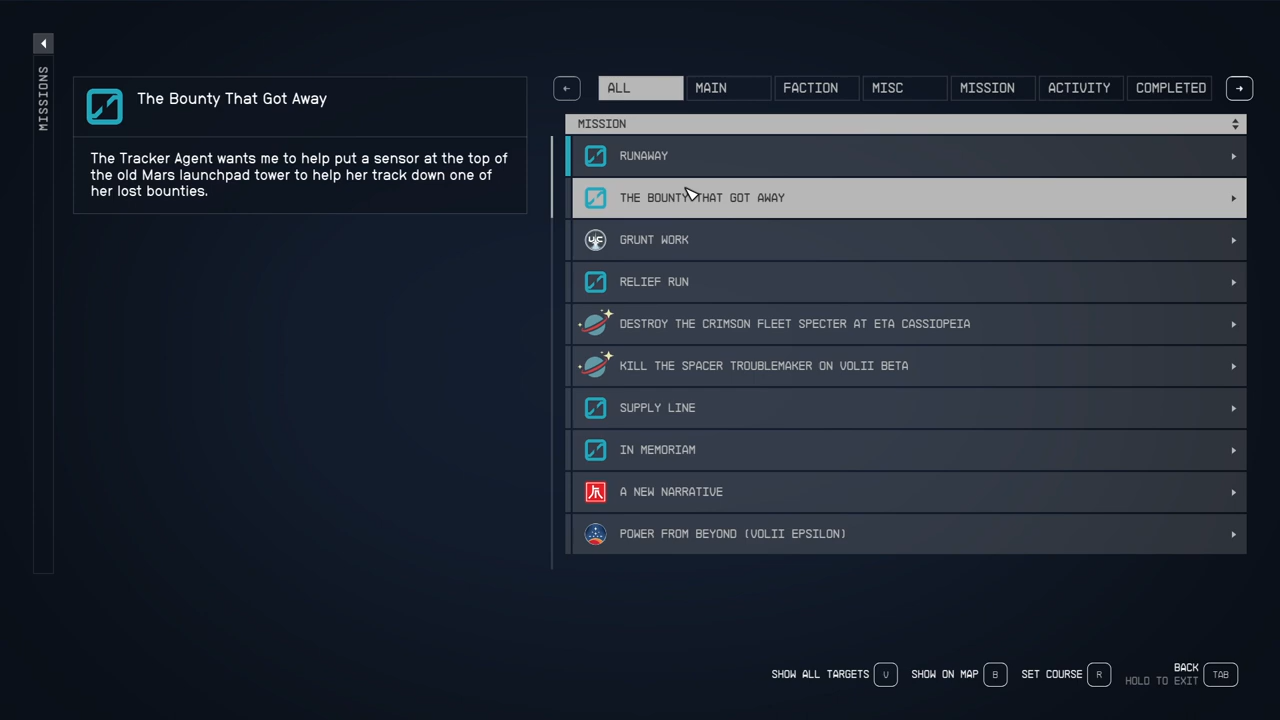 MISSIONS
The Bounty That Got Away
The Tracker Agent wants me to help put a sensor at the top of
the old Mars launchpad tower to help her track down one of
her lost bounties.
ALL MAIN FACTION MISC MISSION ACTIVITY COMPLETED
MISSION
RUNAWAY
THE BOUNTY THAT GOT AWAY
UC GRUNT WORK
RELIEF RUN
DESTROY THE CRIMSON FLEET SPECTER AT ETA CASSIOPEIA
KILL THE SPACER TROUBLEMAKER ON VOLII BETA
SUPPLY LINE
IN MEMORIAM
A NEW NARRATIVE
POWER FROM BEYOND (VOLII EPSILON)
SHOW ALL TARGETS V SHOW ON MAP B SET COURSE R BACK TAB
HOLD TO EXIT